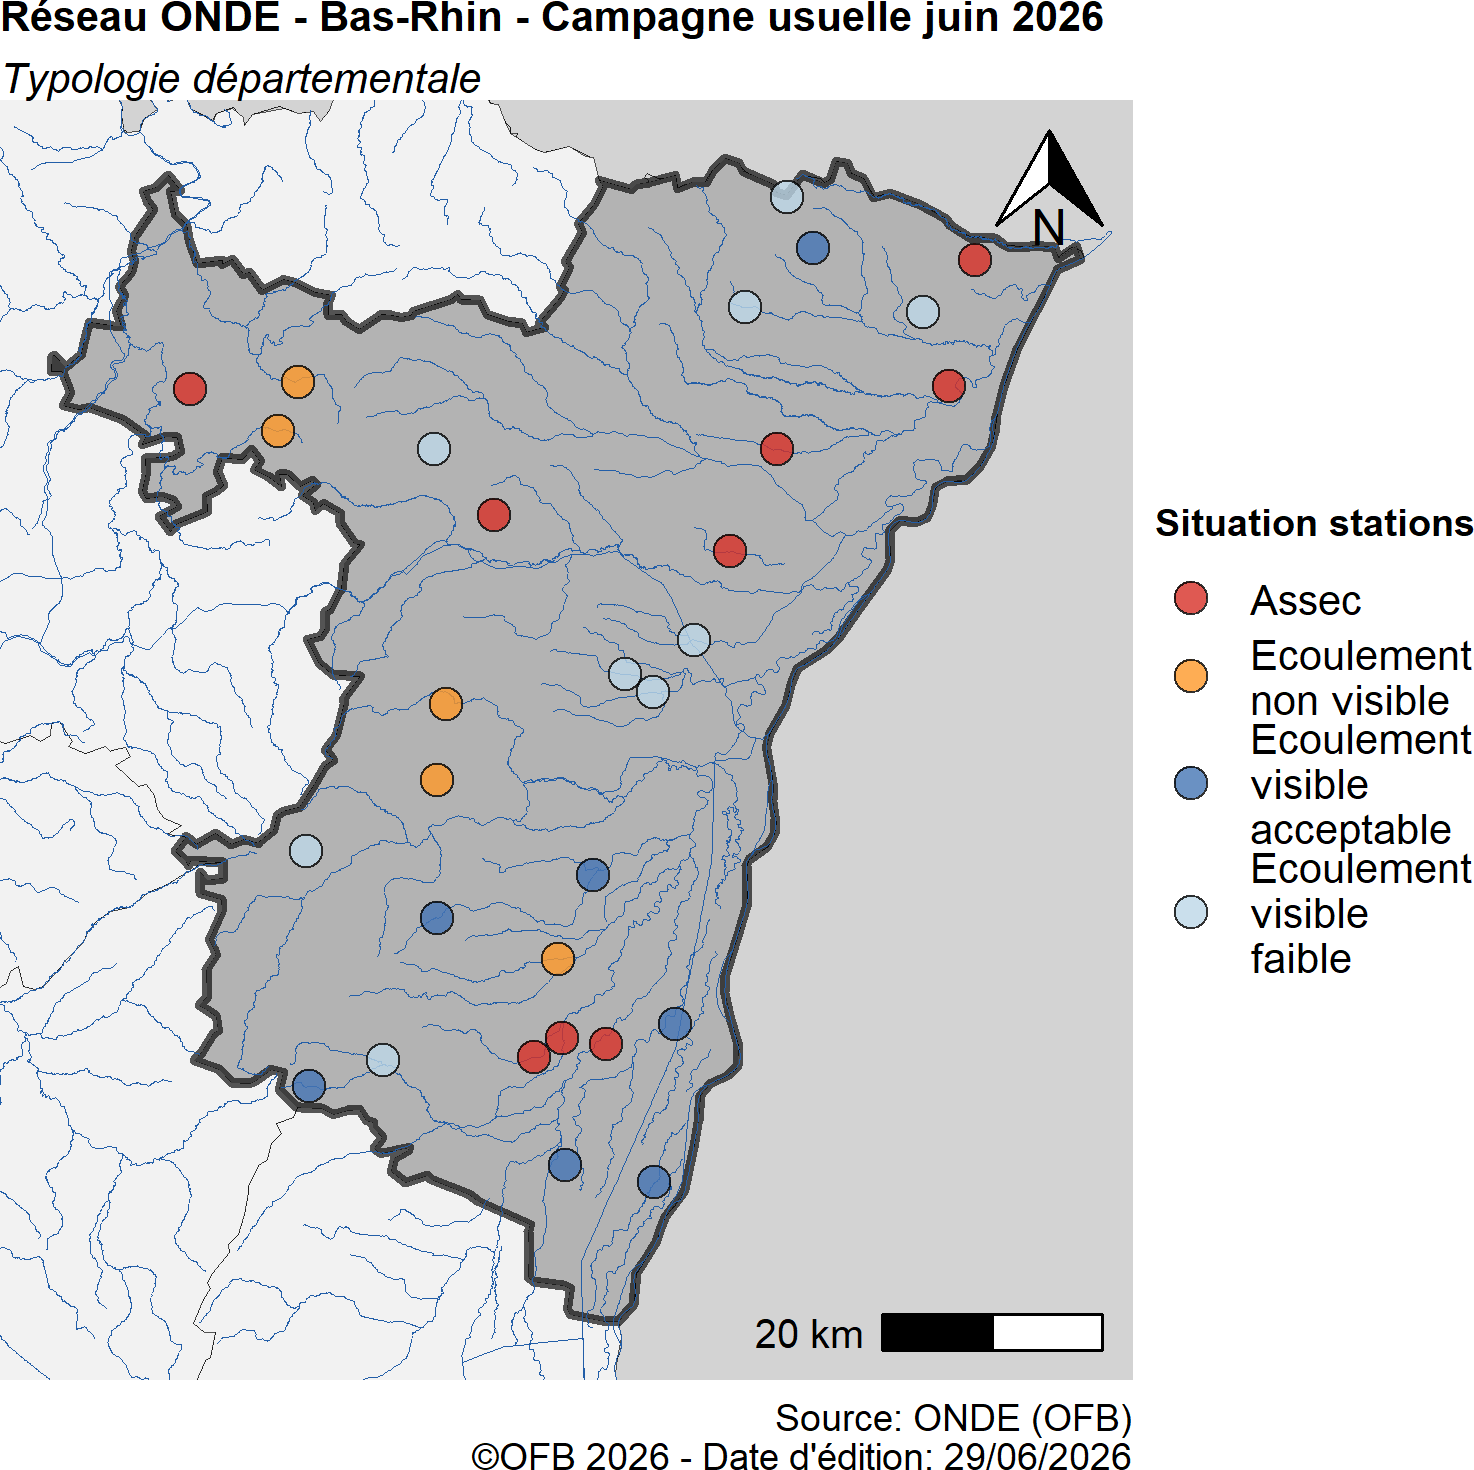 Réseau ONDE - Bas-Rhin - Campagne usuelle juin 2026
Typologie départementale
N
Situation stations
Assec
Ecoulement
non visible
Ecoulement
visible
acceptable
Ecoulement
visible
faible
20 km
Source: ONDE (OFB)
©OFB 2026 - Date d'édition: 29/06/2026